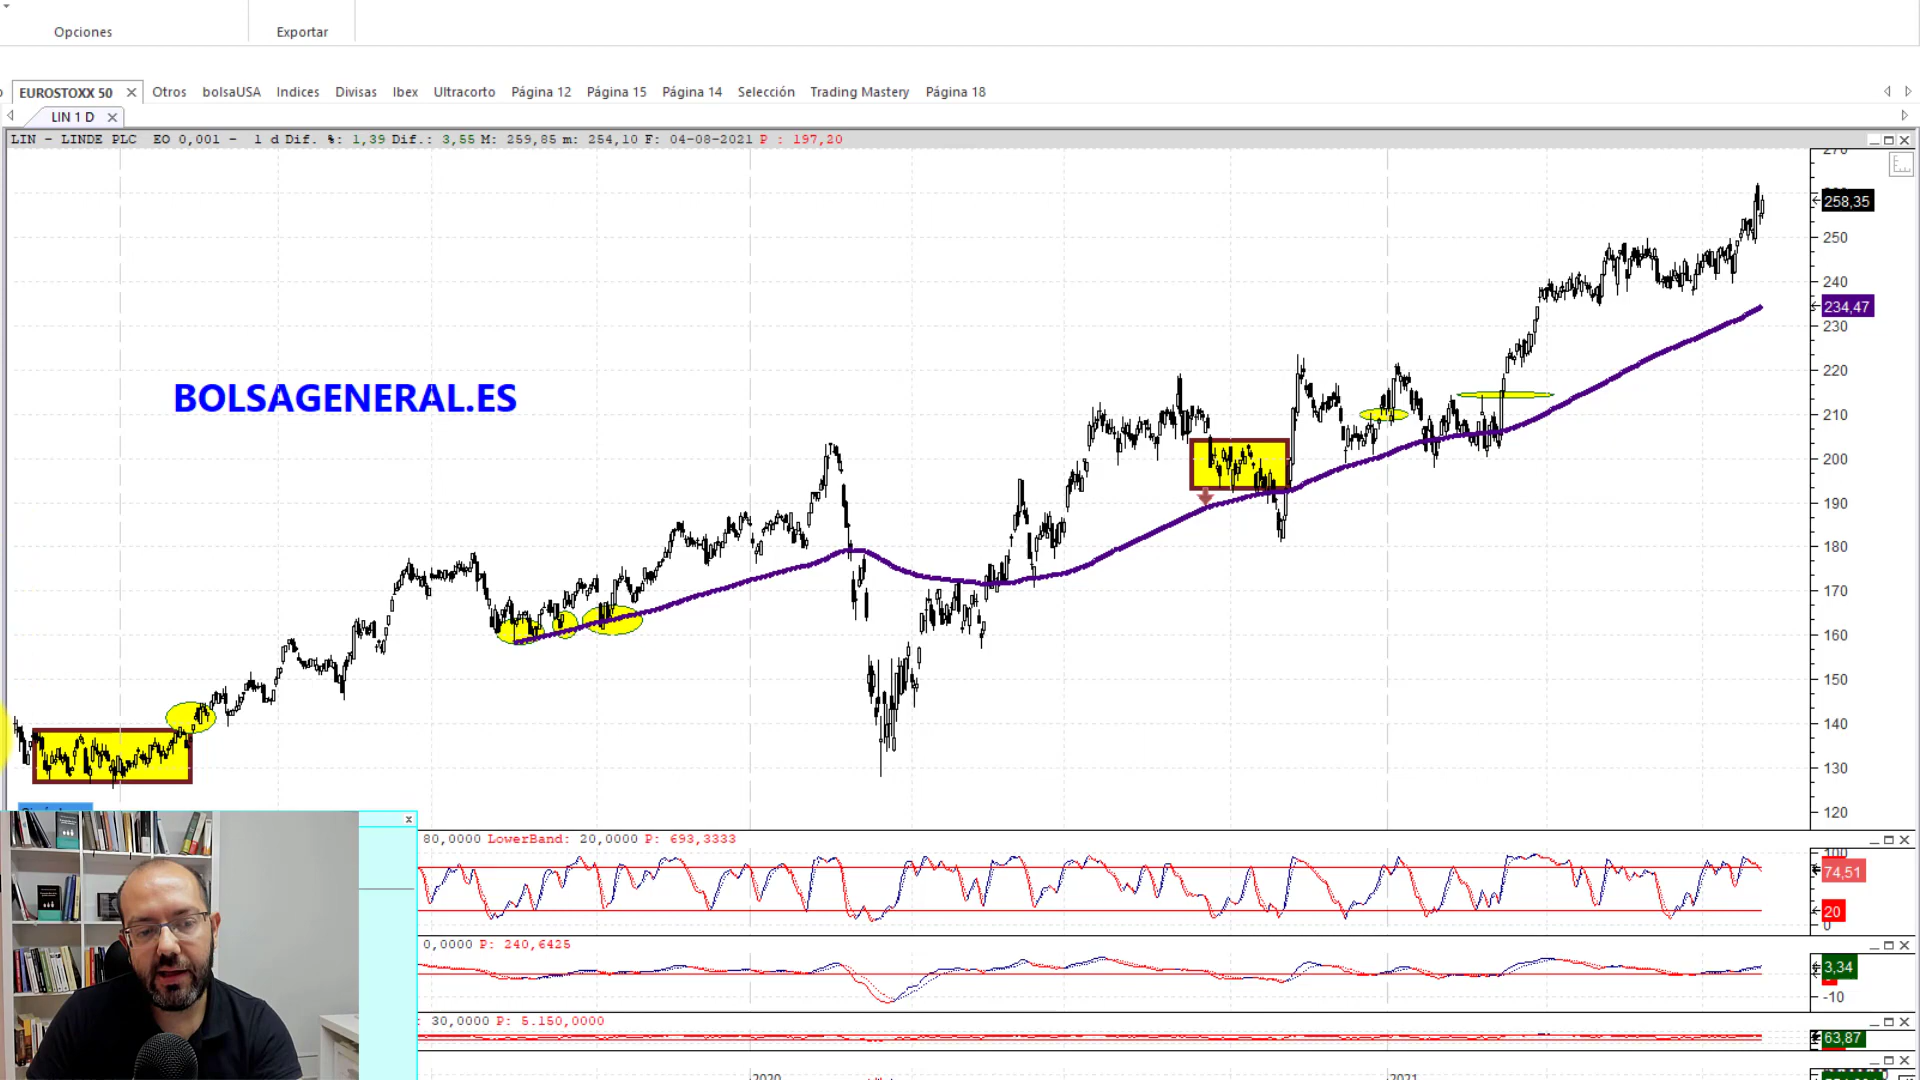 Opciones
Exportar
EUROSTOXX 50 Otros bolsaUSA Indices Divisas Ibex Ultracorto Página 12 Página 15 Página 14 Selección Trading Mastery Página 18
LIN 1 D
LIN - LINDE PLC EO 0,001 - 1 d Dif. %: 1,39 Dif.: 3,55 M: 259,85 m: 254,10 F: 04-08-2021 P : 197,20
270
258,35
250
240
234,47
230
220
BOLSAGENERAL.ES
210
200
190
180
170
160
150
140
130
120
80,0000 LowerBand: 20,0000 P: 693,3333
100
74,51
20
0
0,0000 P: 240,6425
3,34
-10
: 30,0000 P: 5.150,0000
63,87
2020
2021